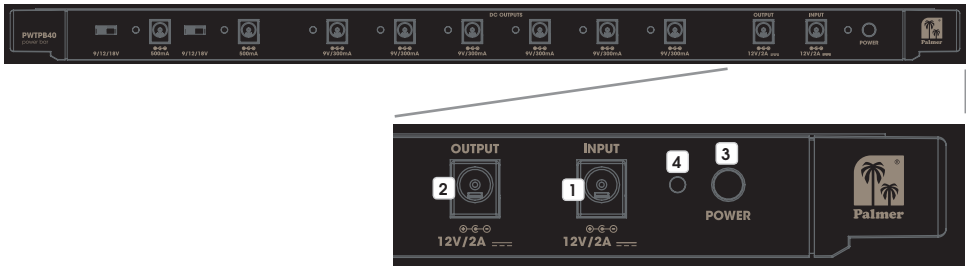 DC OUTPUTS
OUTPUT INPUT
PWTPB40
power bar
POWER
Palmer
9/12/18V 500mA 9/12/18V 500mA 9V/300mA 9V/300mA 9V/300mA 9V/300mA 9V/300mA 12V/2A 12V/2A
OUTPUT INPUT
4 3
2 1
POWER
12V/2A 12V/2A
®
Palmer